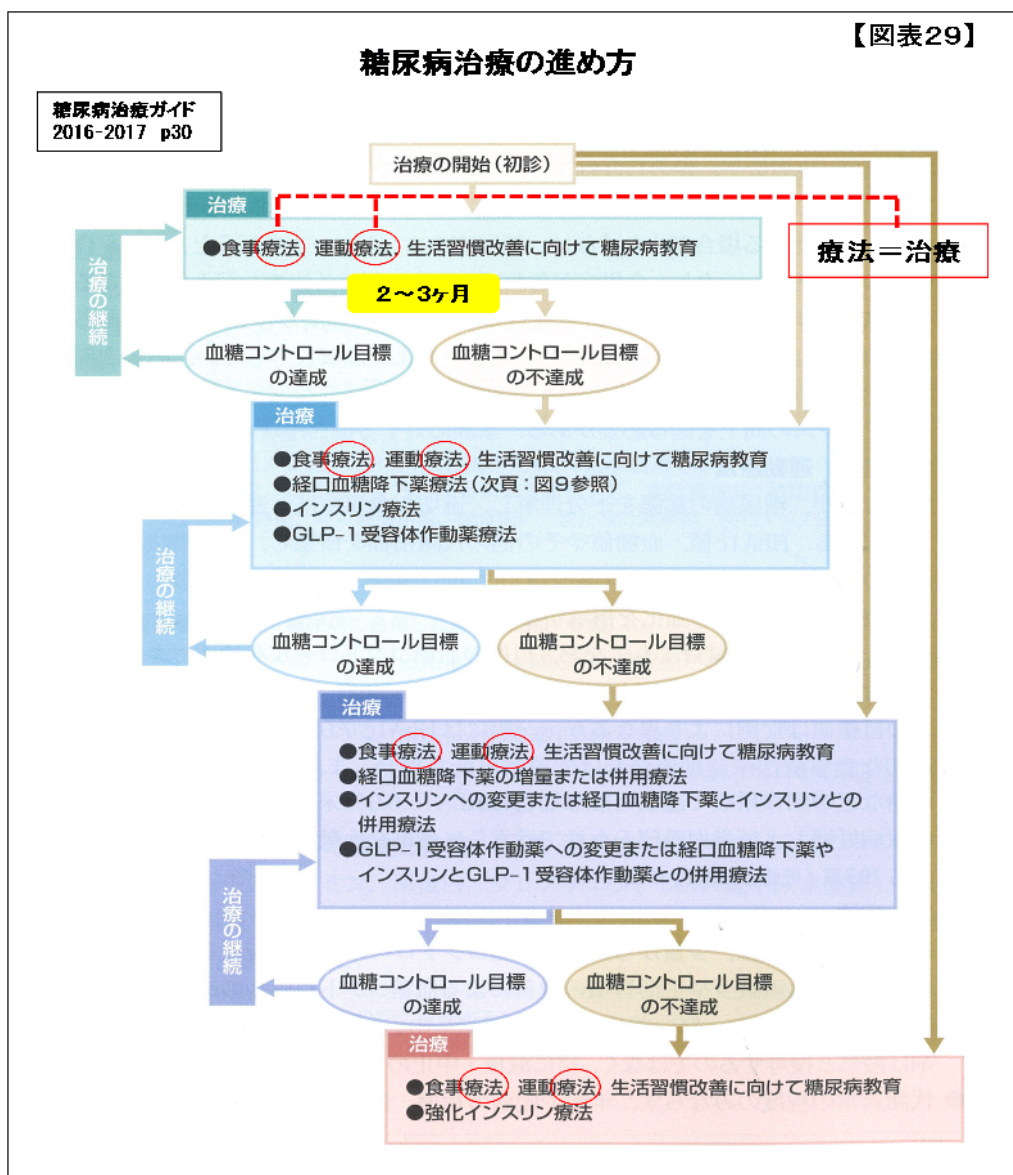 【図表29】
糖尿病治療の進め方
糖尿病治療ガイド
2016-2017 p30
治療の開始（初診）
治療
●食事療法，運動療法，生活習慣改善に向けて糖尿病教育
療法＝治療
2～3ヶ月
治療の継続
血糖コントロール目標
の達成
血糖コントロール目標
の不達成
治療
●食事療法，運動療法，生活習慣改善に向けて糖尿病教育
●経口血糖降下薬療法（次頁：図9参照）
●インスリン療法
●GLP-1受容体作動薬療法
治療の継続
血糖コントロール目標
の達成
血糖コントロール目標
の不達成
治療
●食事療法，運動療法，生活習慣改善に向けて糖尿病教育
●経口血糖降下薬の増量または併用療法
●インスリンへの変更または経口血糖降下薬とインスリンとの
併用療法
●GLP-1受容体作動薬への変更または経口血糖降下薬や
インスリンとGLP-1受容体作動薬との併用療法
治療の継続
血糖コントロール目標
の達成
血糖コントロール目標
の不達成
治療
●食事療法，運動療法，生活習慣改善に向けて糖尿病教育
●強化インスリン療法